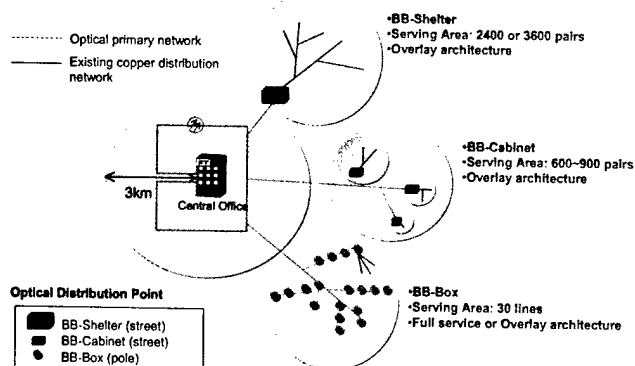 •BB-Shelter
•Serving Area: 2400 or 3600 pairs
•Overlay architecture
Optical primary network
Existing copper distribution
network
•BB-Cabinet
•Serving Area: 600~900 pairs
•Overlay architecture
3km
Central Office
•BB-Box
•Serving Area: 30 lines
•Full service or Overlay architecture
Optical Distribution Point
BB-Shelter (street)
BB-Cabinet (street)
BB-Box (pole)